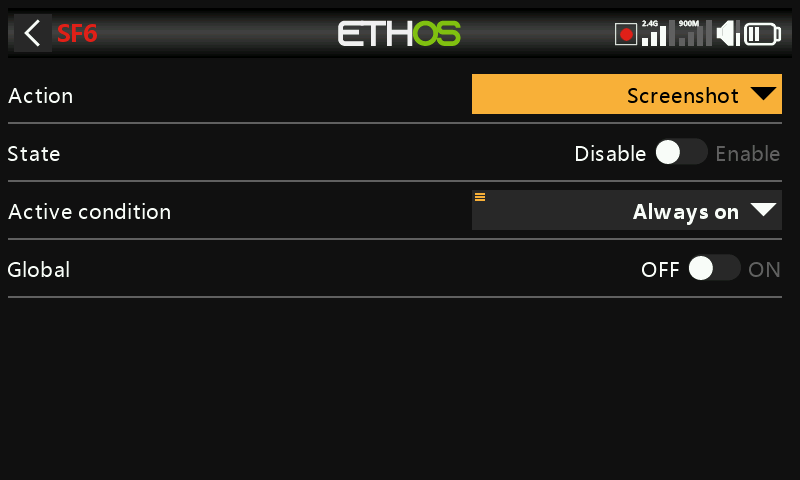 SF6 ETHOS 2.4G 900M
Action Screenshot
State Disable Enable
Active condition Always on
Global OFF ON